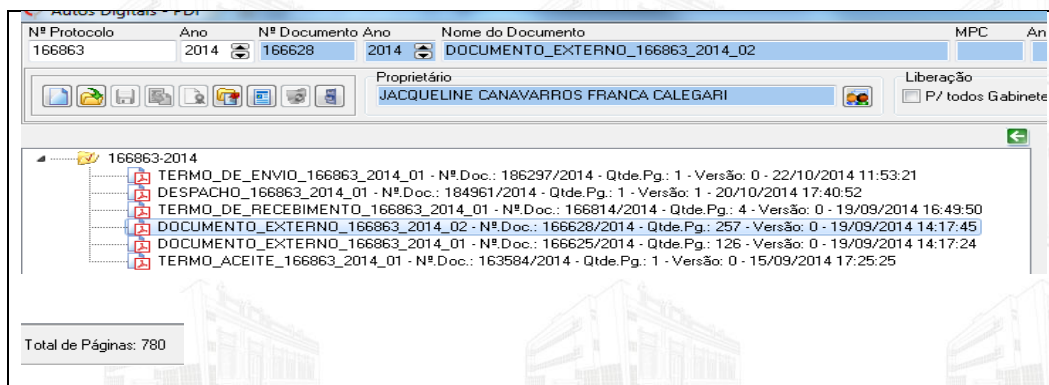 Autos Digitais - PDF
Nº Protocolo Ano Nº Documento Ano Nome do Documento MPC An
166863 2014 166628 2014 DOCUMENTO_EXTERNO_166863_2014_02
Proprietário Liberação
JACQUELINE CANAVARROS FRANCA CALEGARI P/ todos Gabinete
166863-2014
TERMO_DE_ENVIO_166863_2014_01 - Nº.Doc.: 186297/2014 - Qtde.Pg.: 1 - Versão: 0 - 22/10/2014 11:53:21
DESPACHO_166863_2014_01 - Nº.Doc.: 184961/2014 - Qtde.Pg.: 1 - Versão: 1 - 20/10/2014 17:40:52
TERMO_DE_RECEBIMENTO_166863_2014_01 - Nº.Doc.: 166814/2014 - Qtde.Pg.: 4 - Versão: 0 - 19/09/2014 16:49:50
DOCUMENTO_EXTERNO_166863_2014_02 - Nº.Doc.: 166628/2014 - Qtde.Pg.: 257 - Versão: 0 - 19/09/2014 14:17:45
DOCUMENTO_EXTERNO_166863_2014_01 - Nº.Doc.: 166625/2014 - Qtde.Pg.: 126 - Versão: 0 - 19/09/2014 14:17:24
TERMO_ACEITE_166863_2014_01 - Nº.Doc.: 163584/2014 - Qtde.Pg.: 1 - Versão: 0 - 15/09/2014 17:25:25
Total de Páginas: 780